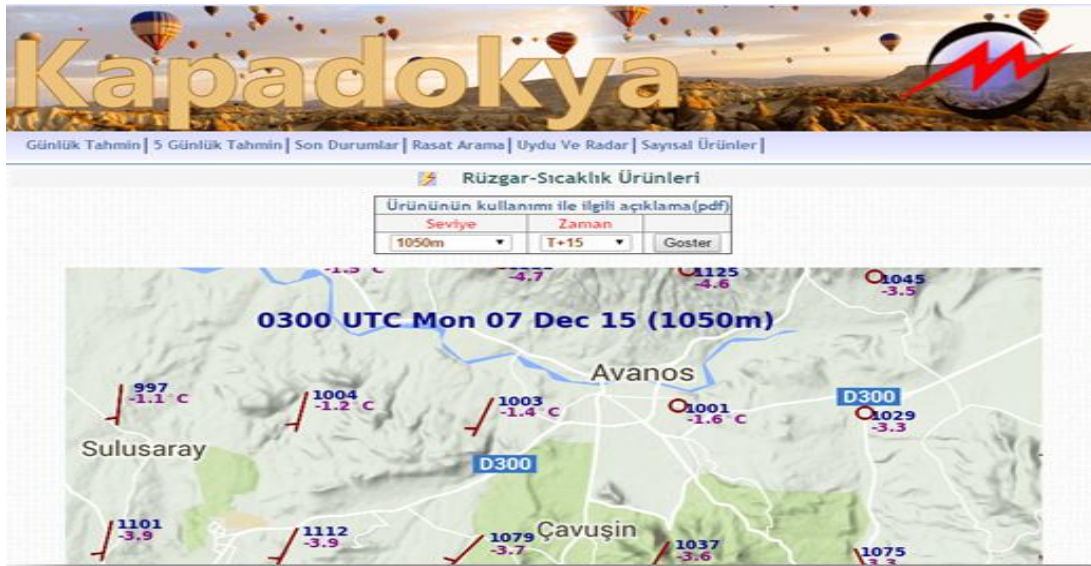 Kapadokya
Günlük Tahmin| 5 Günlük Tahmin| Son Durumlar| Rasat Arama| Uydu Ve Radar| Sayısal Ürünler|
Rüzgar-Sıcaklık Ürünleri
Ürününün kullanımı ile ilgili açıklama(pdf)
Seviye Zaman
1050m T+15 Goster
-4.7 1125 1045
-4.6 -3.5
0300 UTC Mon 07 Dec 15 (1050m)
Avanos
997 1004 1003 1001 D300
-1.1°C -1.2°C -1.4°C -1.6°C 1029
-3.3
Sulusaray
D300
1101 1112 1079 Çavuşin 1037 1075
-3.9 -3.9 -3.7 -3.6 -3.3